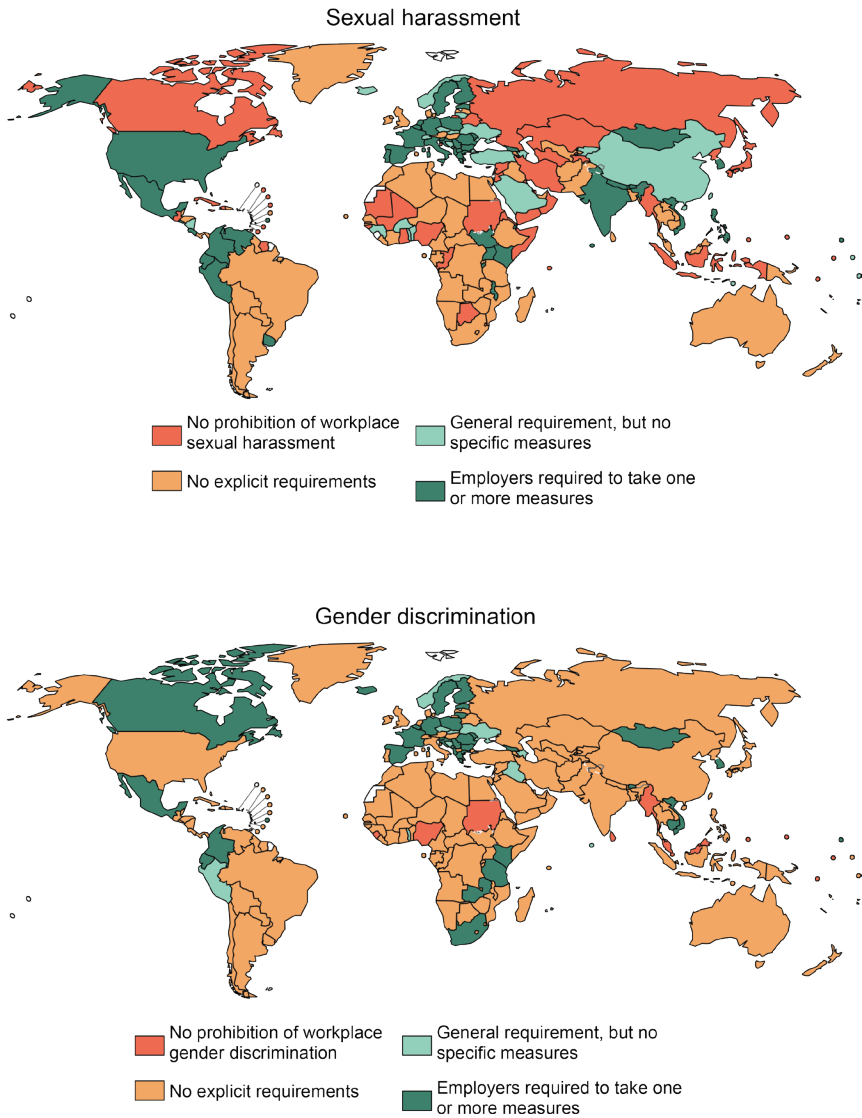 Sexual harassment
No prohibition of workplace
sexual harassment
General requirement, but no
specific measures
No explicit requirements
Employers required to take one
or more measures
Gender discrimination
No prohibition of workplace
gender discrimination
General requirement, but no
specific measures
No explicit requirements
Employers required to take one
or more measures